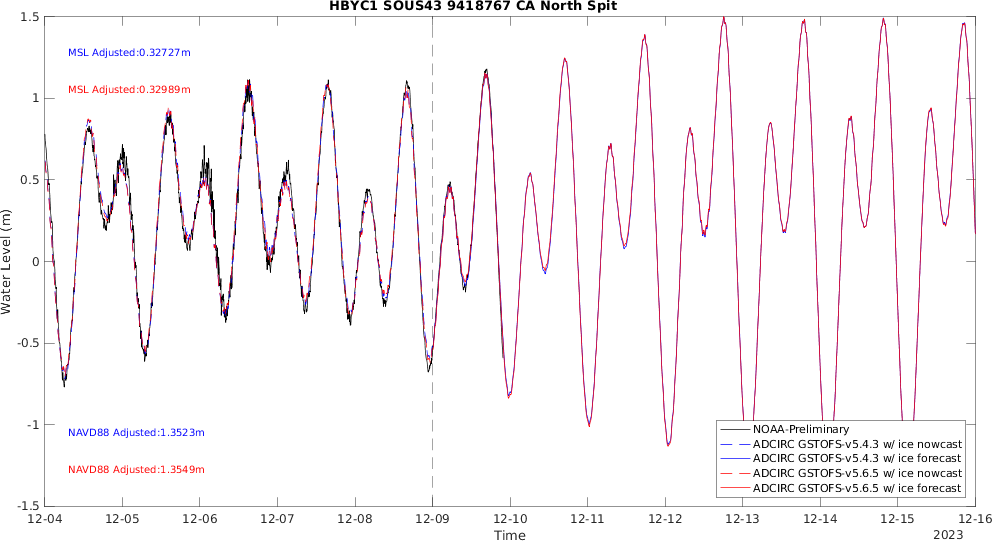 HBYC1 SOUS43 9418767 CA North Spit
1.5
MSL Adjusted:0.32727m
MSL Adjusted:0.32989m
1
0.5
0
-0.5
-1
-1.5
Water Level (m)
NAVD88 Adjusted:1.3523m
NAVD88 Adjusted:1.3549m
NOAA-Preliminary
ADCIRC GSTOFS-v5.4.3 w/ ice nowcast
ADCIRC GSTOFS-v5.4.3 w/ ice forecast
ADCIRC GSTOFS-v5.6.5 w/ ice nowcast
ADCIRC GSTOFS-v5.6.5 w/ ice forecast
12-04 12-05 12-06 12-07 12-08 12-09 12-10 12-11 12-12 12-13 12-14 12-15 12-16
Time
2023